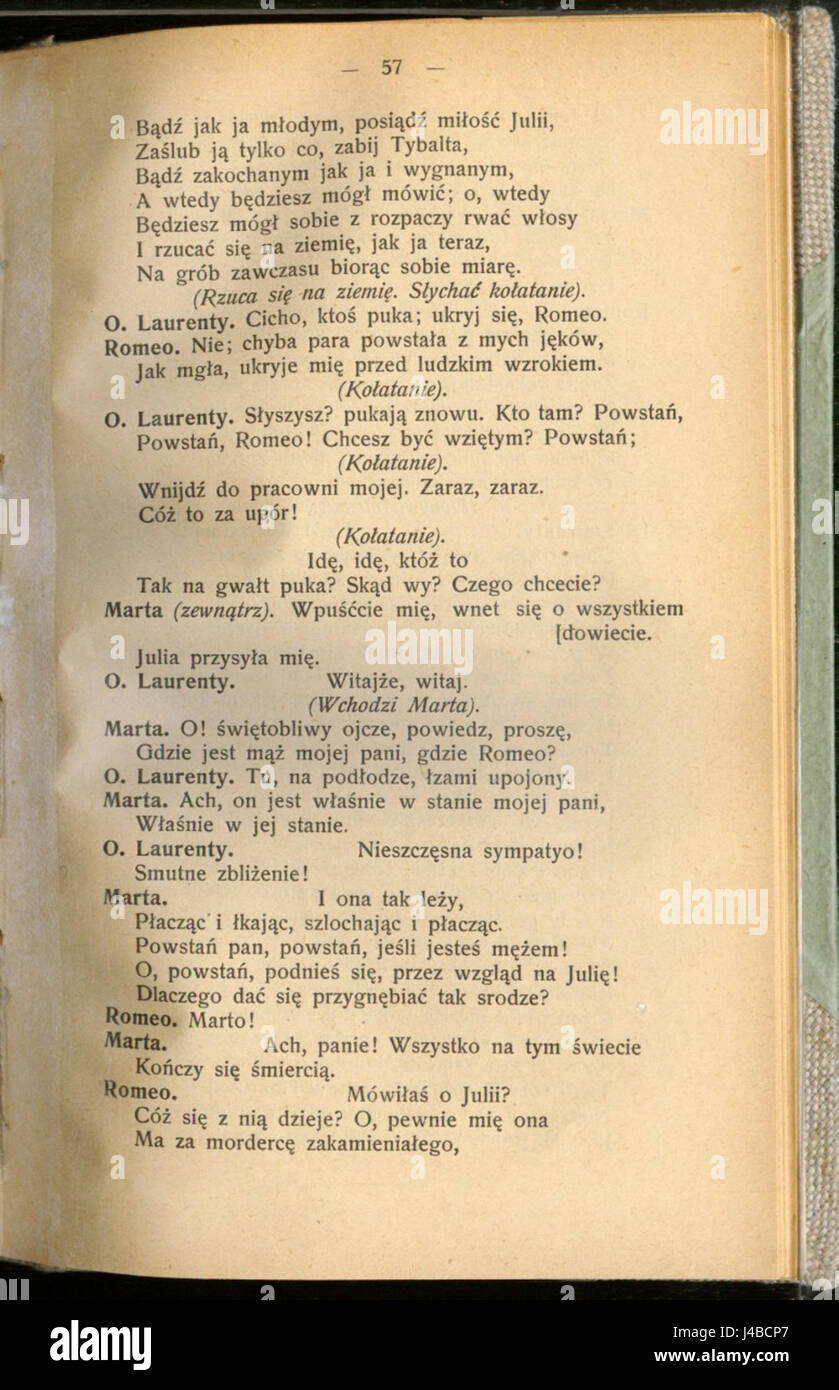 — 57 —
Bądź jak ja młodym, posiądź miłość Julii,
Zaślub ją tylko co, zabij Tybalta,
Bądź zakochanym jak ja i wygnanym,
A wtedy będziesz mógł mówić; o, wtedy
Będziesz mógł sobie z rozpaczy rwać włosy
I rzucać się na ziemię, jak ja teraz,
Na grób zawczasu biorąc sobie miarę.
(Rzuca się na ziemię. Slychać kołatanie).
O. Laurenty. Cicho, ktoś puka; ukryj się, Romeo.
Romeo. Nie; chyba para powstała z mych jęków,
Jak mgła, ukryje mię przed ludzkim wzrokiem.
(Kołatanie).
O. Laurenty. Słyszysz? pukają znowu. Kto tam? Powstań,
Powstań, Romeo! Chcesz być wziętym? Powstań;
(Kołatanie).
Wnijdź do pracowni mojej. Zaraz, zaraz.
Cóż to za upór!
(Kołatanie).
Idę, idę, któż to
Tak na gwałt puka? Skąd wy? Czego chcecie?
Marta (zewnątrz). Wpuśćcie mię, wnet się o wszystkiem
[dowiecie.
Julia przysyła mię.
O. Laurenty. Witajże, witaj.
(Wchodzi Marta).
Marta. O! świętobliwy ojcze, powiedz, proszę,
Gdzie jest mąż mojej pani, gdzie Romeo?
O. Laurenty. Tu, na podłodze, łzami upojony.
Marta. Ach, on jest właśnie w stanie mojej pani,
Właśnie w jej stanie.
O. Laurenty. Nieszczęsna sympatyo!
Smutne zbliżenie!
Marta. I ona tak leży,
Płacząc i łkając, szlochając i płacząc.
Powstań pan, powstań, jeśli jesteś mężem!
O, powstań, podnieś się, przez wzgląd na Julię!
Dlaczego dać się przygnębiać tak srodze?
Romeo. Marto!
Marta. Ach, panie! Wszystko na tym świecie
Kończy się śmiercią.
Romeo. Mówiłaś o Julii?
Cóż się z nią dzieje? O, pewnie mię ona
Ma za mordercę zakamieniałego,
alamy
alamy
alamy
alamy
Image ID: J4BCP7
www.alamy.com